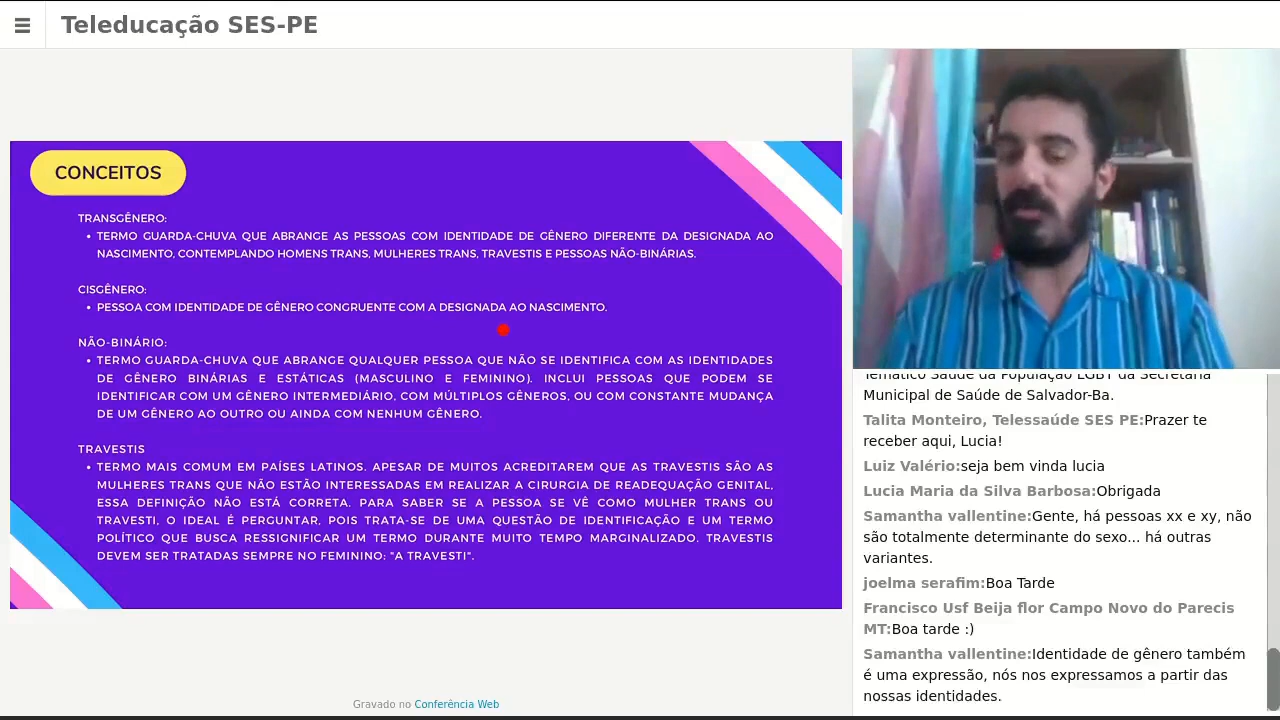 Teleducação SES-PE
CONCEITOS
TRANSGÊNERO:
• TERMO GUARDA-CHUVA QUE ABRANGE AS PESSOAS COM IDENTIDADE DE GÊNERO DIFERENTE DA DESIGNADA AO
NASCIMENTO, CONTEMPLANDO HOMENS TRANS, MULHERES TRANS, TRAVESTIS E PESSOAS NÃO-BINÁRIAS.
CISGÊNERO:
• PESSOA COM IDENTIDADE DE GÊNERO CONGRUENTE COM A DESIGNADA AO NASCIMENTO.
NÃO-BINÁRIO:
• TERMO GUARDA-CHUVA QUE ABRANGE QUALQUER PESSOA QUE NÃO SE IDENTIFICA COM AS IDENTIDADES
DE GÊNERO BINÁRIAS E ESTÁTICAS (MASCULINO E FEMININO). INCLUI PESSOAS QUE PODEM SE
IDENTIFICAR COM UM GÊNERO INTERMEDIÁRIO, COM MÚLTIPLOS GÊNEROS, OU COM CONSTANTE MUDANÇA
DE UM GÊNERO AO OUTRO OU AINDA COM NENHUM GÊNERO.
TRAVESTIS
• TERMO MAIS COMUM EM PAÍSES LATINOS. APESAR DE MUITOS ACREDITAREM QUE AS TRAVESTIS SÃO AS
MULHERES TRANS QUE NÃO ESTÃO INTERESSADAS EM REALIZAR A CIRURGIA DE READEQUAÇÃO GENITAL,
ESSA DEFINIÇÃO NÃO ESTÁ CORRETA. PARA SABER SE A PESSOA SE VÊ COMO MULHER TRANS OU
TRAVESTI, O IDEAL É PERGUNTAR, POIS TRATA-SE DE UMA QUESTÃO DE IDENTIFICAÇÃO E UM TERMO
POLÍTICO QUE BUSCA RESSIGNIFICAR UM TERMO DURANTE MUITO TEMPO MARGINALIZADO. TRAVESTIS
DEVEM SER TRATADAS SEMPRE NO FEMININO: "A TRAVESTI".
Gravado no Conferência Web
Temático Saúde da População LGBT da Secretaria
Municipal de Saúde de Salvador-Ba.
Talita Monteiro, Telessaúde SES PE:Prazer te
receber aqui, Lucia!
Luiz Valério:seja bem vinda lucia
Lucia Maria da Silva Barbosa:Obrigada
Samantha vallentine:Gente, há pessoas xx e xy, não
são totalmente determinante do sexo... há outras
variantes.
joelma serafim:Boa Tarde
Francisco Usf Beija flor Campo Novo do Parecis
MT:Boa tarde :)
Samantha vallentine:Identidade de gênero também
é uma expressão, nós nos expressamos a partir das
nossas identidades.